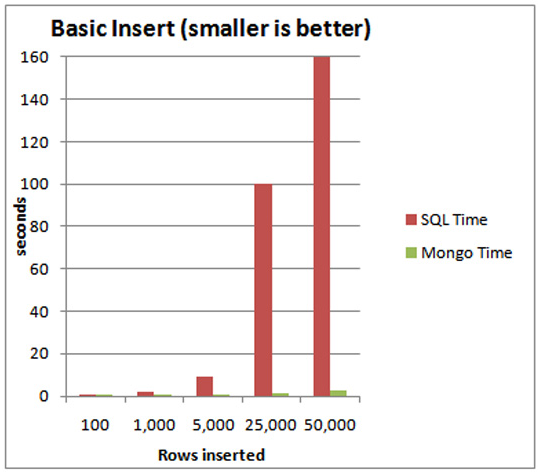 Basic Insert (smaller is better)
160
140
120
100
80
60
40
20
0
seconds
100 1,000 5,000 25,000 50,000
Rows inserted
SQL Time
Mongo Time